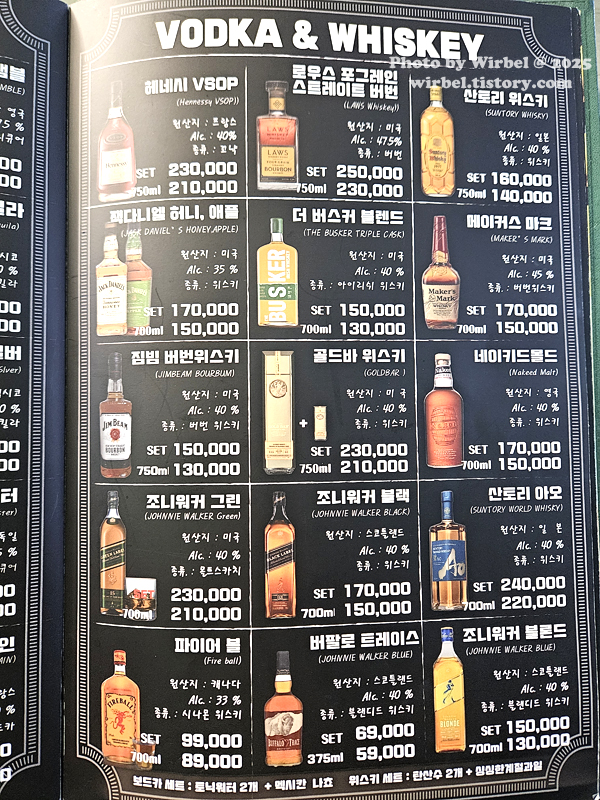 VODKA & WHISKEY
Photo by Wirbel @ 2025
wirbel.tistory.com
헤네시 VSOP
(Hennessy VSOP))
원산지 : 프랑스
Alc. : 40%
종류 : 꼬냑
SET 230,000
750ml 210,000
로우스 포그레인
스트레이트 버번
(LAWS Whiskey))
원산지 : 미국
Alc. : 47.5%
종류 : 버번
SET 250,000
750ml 230,000
산토리 위스키
(SUNTORY WHISKY)
원산지 : 일본
Alc. : 40 %
종류 : 위스키
SET 160,000
750ml 140,000
잭다니엘 허니, 애플
(JACK DANIEL' S HONEY,APPLE)
원산지 : 미국
Alc. : 35 %
종류 : 위스키
SET 170,000
700ml 150,000
더 버스커 블렌드
(THE BUSKER TRIPLE CASK)
원산지 : 미국
Alc. : 40 %
종류 : 아이리쉬 위스키
SET 150,000
700ml 130,000
메이커스 마크
(MAKER' S MARK)
원산지 : 미국
Alc. : 45 %
종류 : 버번위스키
SET 170,000
700ml 150,000
짐빔 버번위스키
(JIMBEAM BOURBUM)
원산지 : 미국
Alc. : 40 %
종류 : 버번 위스키
SET 150,000
750ml 130,000
골드바 위스키
(GOLDBAR )
원산지 : 미국
Alc. : 40 %
종류 : 위스키
+
SET 230,000
750ml 210,000
네이키드몰드
(Nakeed Malt)
원산지 : 영국
Alc. : 40 %
종류 : 위스키
SET 170,000
700ml 150,000
조니워커 그린
(JOHNNIE WALKER Green)
원산지 : 미국
Alc. : 40 %
종류. : 몰트스카치
230,000
700ml 210,000
조니워커 블랙
(JOHNNIE WALKER BLACK)
원산지 : 스코틀랜드
Alc. : 40 %
종류. : 위스키
SET 170,000
700ml 150,000
산토리 아오
(SUNTORY WORLD WHISKY)
원산지 : 일 본
Alc. : 40 %
종류. : 위스키
SET 240,000
700ml 220,000
파이어 볼
(Fire ball)
원산지 : 캐나다
Alc. : 33 %
종류. : 시나몬 위스키
SET 99,000
700ml 89,000
버팔로 트레이스
(JOHNNIE WALKER BLUE)
원산지 : 스코틀랜드
Alc. : 40 %
종류. : 블랜디드 위스키
SET 69,000
375ml 59,000
조니워커 블론드
(JOHNNIE WALKER BLUE)
원산지 : 스코틀랜드
Alc. : 40 %
종류. : 블랜디드 위스키
SET 150,000
700ml 130,000
보드카 세트 : 토닉워터 2개 + 멕시칸 나쵸 위스키 세트 : 탄산수 2개 + 싱싱한계절과일